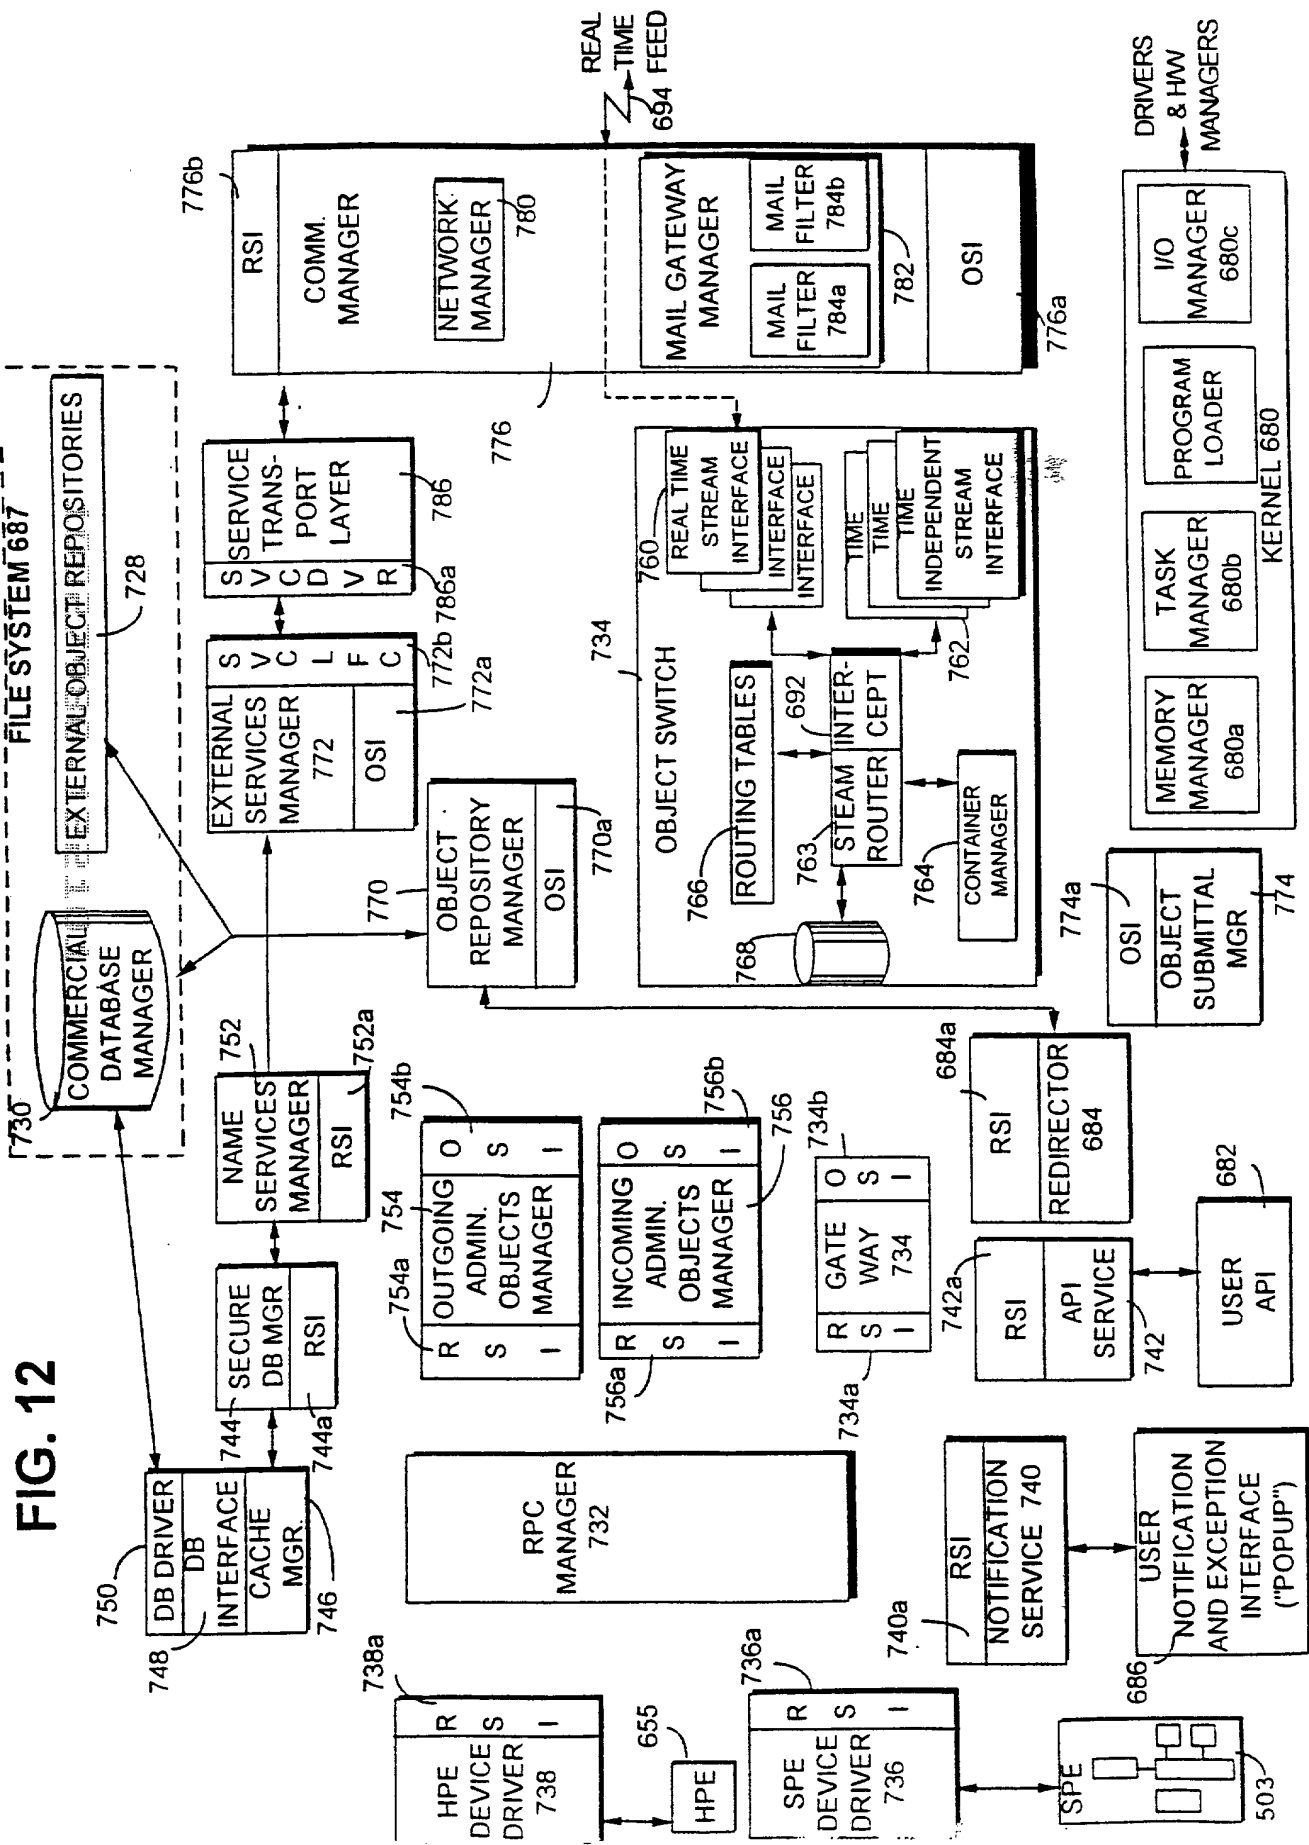 FIG. 12
FILE SYSTEM 687
730
COMMERCIAL
DATABASE
MANAGER
EXTERNAL OBJECT REPOSITORIES
728
750
DB DRIVER
DB
INTERFACE
CACHE
MGR.
748
746
744
SECURE
DB MGR
RSI
744a
NAME
SERVICES
MANAGER
RSI
752
752a
EXTERNAL
SERVICES
MANAGER
772
OSI
S
V
C
L
F
C
772b
772a
S
V
C
D
V
R
SERVICE
TRANS-
PORT
LAYER
786
786a
776b
RSI
COMM.
MANAGER
NETWORK
MANAGER
780
776
MAIL GATEWAY
MANAGER
MAIL
FILTER
784a
MAIL
FILTER
784b
782
OSI
776a
REAL
TIME
FEED
694
738a
HPE
DEVICE
DRIVER
738
R
S
I
655
HPE
736a
SPE
DEVICE
DRIVER
736
R
S
I
SPE
503
RPC
MANAGER
732
754a
754
754b
R
S
I
OUTGOING
ADMIN.
OBJECTS
MANAGER
O
S
I
756a
R
S
I
INCOMING
ADMIN.
OBJECTS
MANAGER
O
S
I
756b
756
734a
R
S
I
GATE
WAY
734
O
S
I
734b
770
OBJECT
REPOSITORY
MANAGER
OSI
770a
734
OBJECT SWITCH
766
ROUTING TABLES
768
763
STEAM
ROUTER
692
INTER-
CEPT
764
CONTAINER
MANAGER
760
REAL TIME
STREAM
INTERFACE
INTERFACE
INTERFACE
762
TIME
TIME
TIME
INDEPENDENT
STREAM
INTERFACE
740a
RSI
NOTIFICATION
SERVICE 740
686
USER
NOTIFICATION
AND EXCEPTION
INTERFACE
("POPUP")
742a
RSI
API
SERVICE
742
682
USER
API
684a
RSI
REDIRECTOR
684
774a
OSI
OBJECT
SUBMITTAL
MGR
774
MEMORY
MANAGER
680a
TASK
MANAGER
680b
PROGRAM
LOADER
I/O
MANAGER
680c
KERNEL 680
DRIVERS
& H/W
MANAGERS